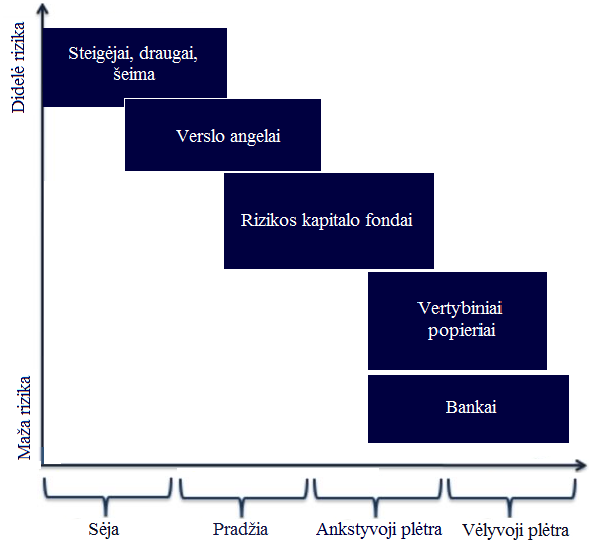 Didelė rizika
Steigėjai, draugai,
šeima
Verslo angelai
Rizikos kapitalo fondai
Vertybiniai
popieriai
Bankai
Maža rizika
Sėja
Pradžia
Ankstyvoji plėtra
Vėlyvoji plėtra